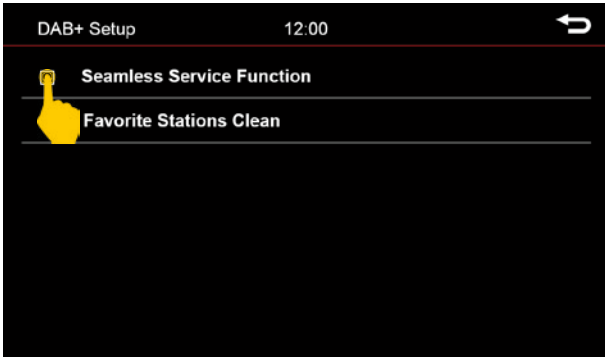 DAB+ Setup 12:00
Seamless Service Function
Favorite Stations Clean